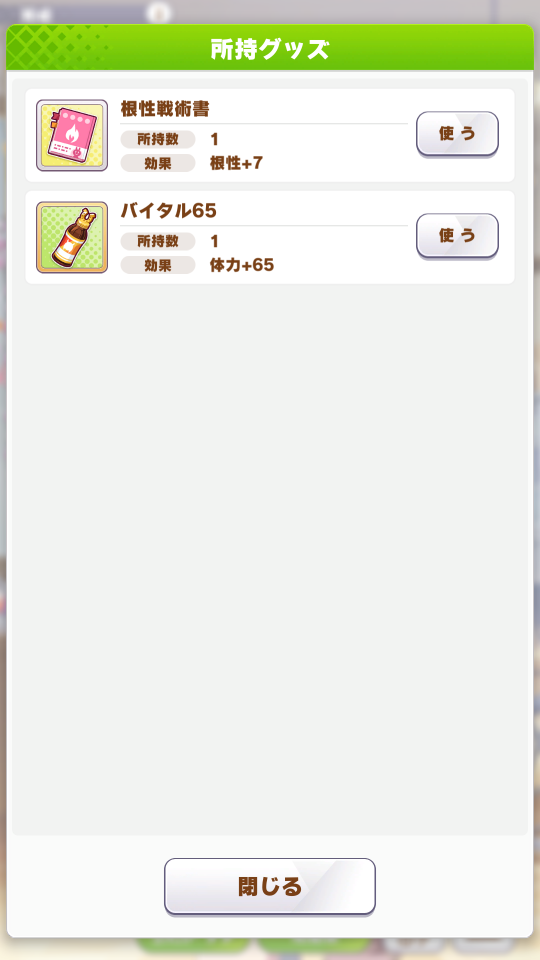 所持グッズ
根性戦術書
所持数 1
効果 根性+7
使う
バイタル65
所持数 1
効果 体力+65
使う
閉じる